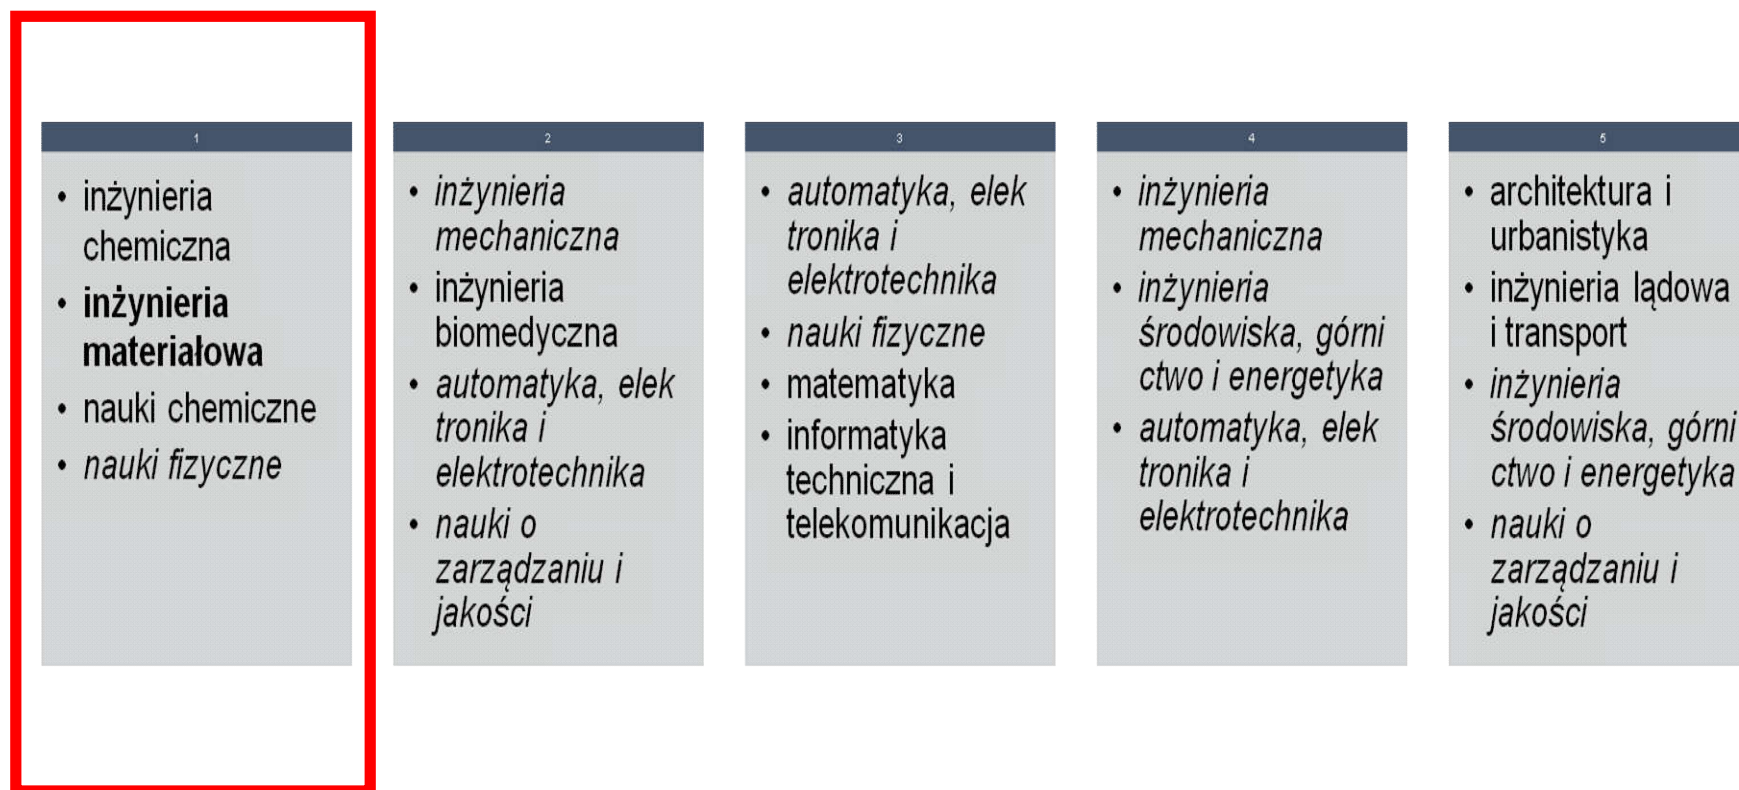 1
• inżynieria
chemiczna
• inżynieria
materiałowa
• nauki chemiczne
• nauki fizyczne
2
• inżynieria
mechaniczna
• inżynieria
biomedyczna
• automatyka, elek
tronika i
elektrotechnika
• nauki o
zarządzaniu i
jakości
3
• automatyka, elek
tronika i
elektrotechnika
• nauki fizyczne
• matematyka
• informatyka
techniczna i
telekomunikacja
4
• inżynieria
mechaniczna
• inżynieria
środowiska, górni
ctwo i energetyka
• automatyka, elek
tronika i
elektrotechnika
5
• architektura i
urbanistyka
• inżynieria lądowa
i transport
• inżynieria
środowiska, górni
ctwo i energetyka
• nauki o
zarządzaniu i
jakości